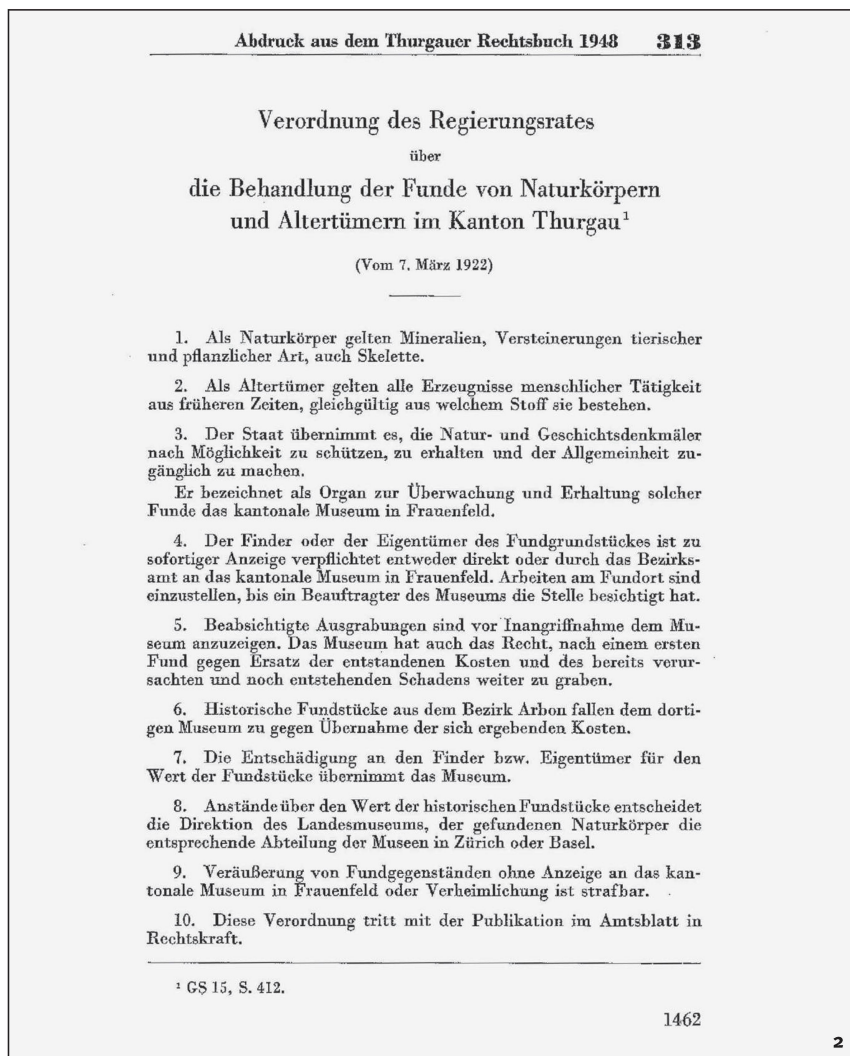 Abdruck aus dem Thurgauer Rechtsbuch 1948 313
Verordnung des Regierungsrates
über
die Behandlung der Funde von Naturkörpern
und Altertümern im Kanton Thurgau¹
(Vom 7. März 1922)
1. Als Naturkörper gelten Mineralien, Versteinerungen tierischer
und pflanzlicher Art, auch Skelette.
2. Als Altertümer gelten alle Erzeugnisse menschlicher Tätigkeit
aus früheren Zeiten, gleichgültig aus welchem Stoff sie bestehen.
3. Der Staat übernimmt es, die Natur- und Geschichtsdenkmäler
nach Möglichkeit zu schützen, zu erhalten und der Allgemeinheit zu-
gänglich zu machen.
Er bezeichnet als Organ zur Überwachung und Erhaltung solcher
Funde das kantonale Museum in Frauenfeld.
4. Der Finder oder der Eigentümer des Fundgrundstückes ist zu
sofortiger Anzeige verpflichtet entweder direkt oder durch das Bezirks-
amt an das kantonale Museum in Frauenfeld. Arbeiten am Fundort sind
einzustellen, bis ein Beauftragter des Museums die Stelle besichtigt hat.
5. Beabsichtigte Ausgrabungen sind vor Inangriffnahme dem Mu-
seum anzuzeigen. Das Museum hat auch das Recht, nach einem ersten
Fund gegen Ersatz der entstandenen Kosten und des bereits verur-
sachten und noch entstehenden Schadens weiter zu graben.
6. Historische Fundstücke aus dem Bezirk Arbon fallen dem dorti-
gen Museum zu gegen Übernahme der sich ergebenden Kosten.
7. Die Entschädigung an den Finder bzw. Eigentümer für den
Wert der Fundstücke übernimmt das Museum.
8. Anstände über den Wert der historischen Fundstücke entscheidet
die Direktion des Landesmuseums, der gefundenen Naturkörper die
entsprechende Abteilung der Museen in Zürich oder Basel.
9. Veräußerung von Fundgegenständen ohne Anzeige an das kan-
tonale Museum in Frauenfeld oder Verheimlichung ist strafbar.
10. Diese Verordnung tritt mit der Publikation im Amtsblatt in
Rechtskraft.
¹ GS 15, S. 412.
1462
2